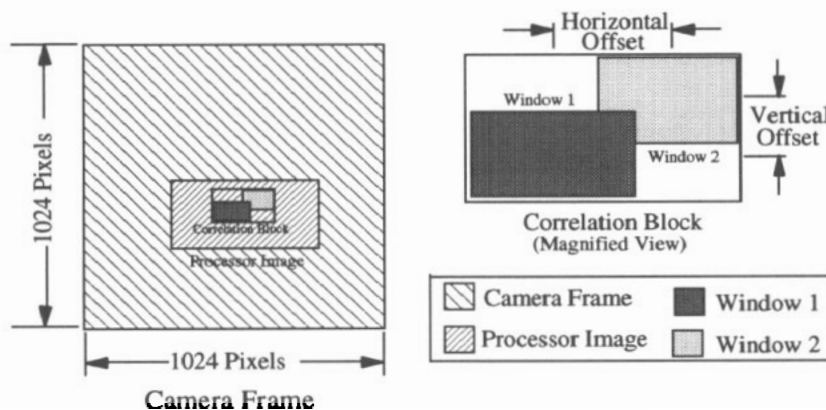 1024 Pixels
Correlation Block
Processor Image
1024 Pixels
Camera Frame
Horizontal
Offset
Window 1
Vertical
Offset
Window 2
Correlation Block
(Magnified View)
Camera Frame
Window 1
Processor Image
Window 2